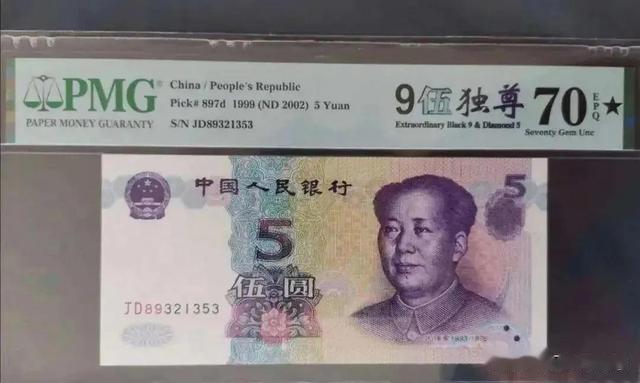 PMG®
PAPER MONEY GUARANTY
China / People's Republic
Pick# 897d 1999 (ND 2002) 5 Yuan
S/N JD89321353
9伍独尊
Extraordinary Black 9 & Diamond 5
70 EPQ ★
Seventy Gem Unc
中国人民银行
5
5
伍圆
JD89321353